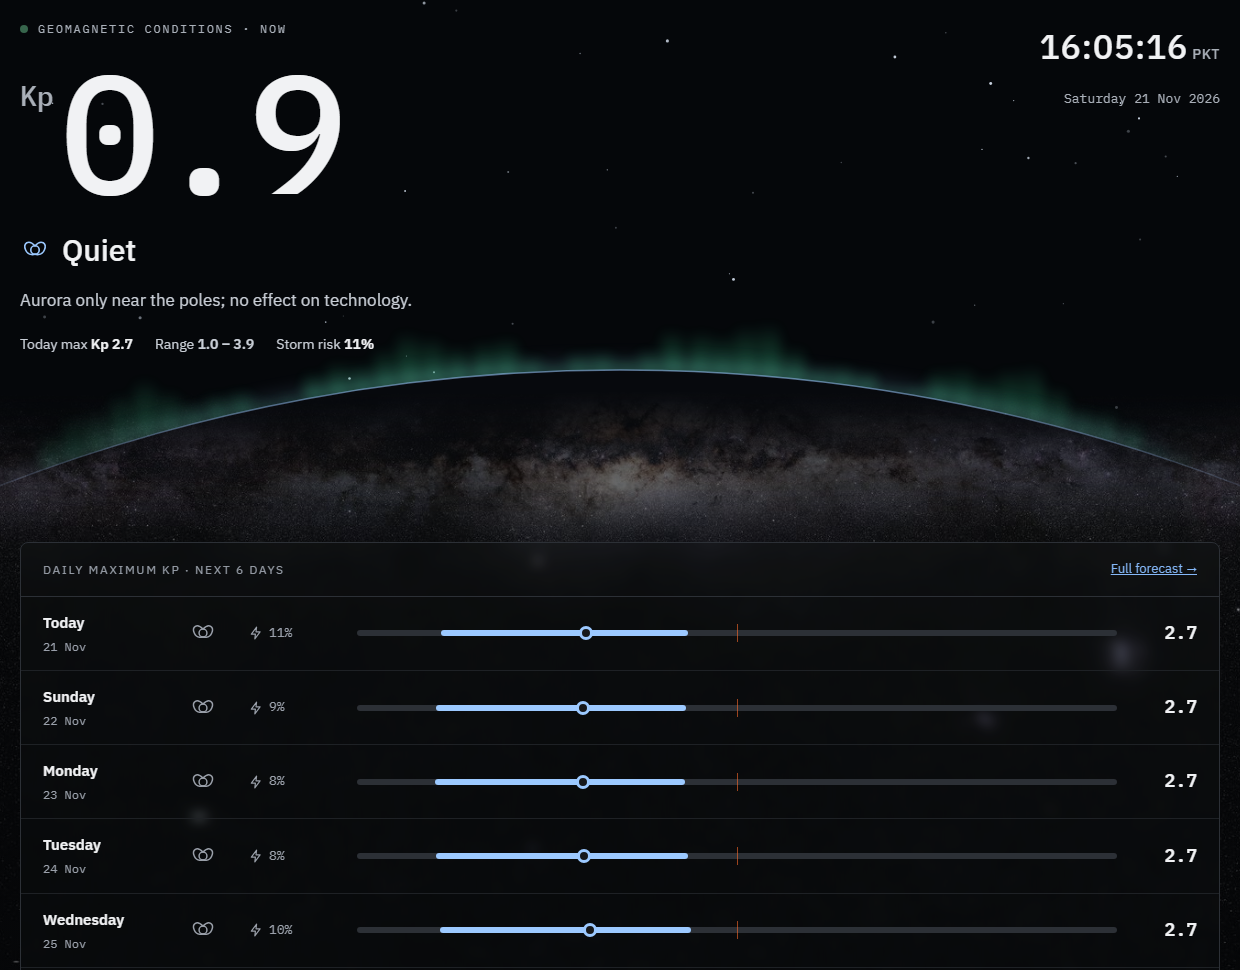 GEOMAGNETIC CONDITIONS · NOW
16:05:16 PKT
Saturday 21 Nov 2026
Kp 0.9
Quiet
Aurora only near the poles; no effect on technology.
Today max Kp 2.7 Range 1.0 – 3.9 Storm risk 11%
DAILY MAXIMUM KP · NEXT 6 DAYS Full forecast →
Today
21 Nov
11%
2.7
Sunday
22 Nov
9%
2.7
Monday
23 Nov
8%
2.7
Tuesday
24 Nov
8%
2.7
Wednesday
25 Nov
10%
2.7